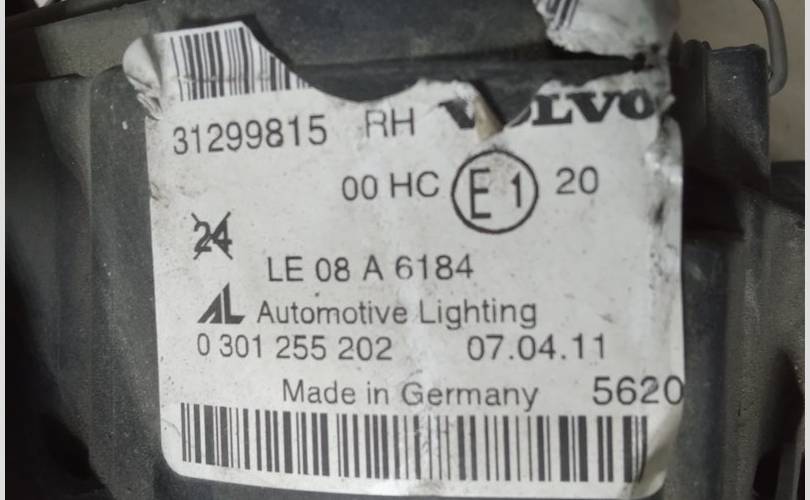 31299815 RH VOLVO
00 HC E1 20
24
LE 08 A 6184
AL Automotive Lighting
0 301 255 202 07.04.11
Made in Germany 5620